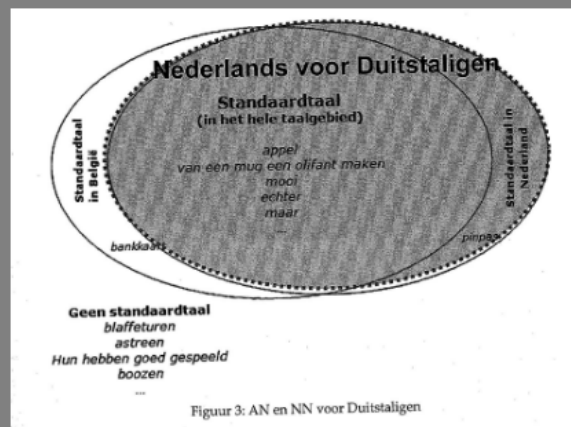 Nederlands voor Duitstaligen
Standaardtaal
(in het hele taalgebied)
Standaardtaal
in België
appel
van een mug een olifant maken
mooi
echter
maar
...
Standaardtaal in
Nederland
bankkaart
pinpas
Geen standaardtaal
blaffeturen
astreen
Hun hebben goed gespeeld
boozen
...
Figuur 3: AN en NN voor Duitstaligen